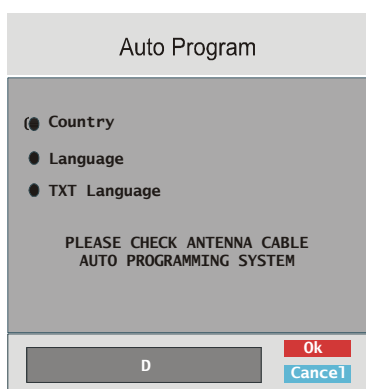 Auto Program
Country
Language
TXT Language
PLEASE CHECK ANTENNA CABLE
AUTO PROGRAMMING SYSTEM
D
Ok
Cancel